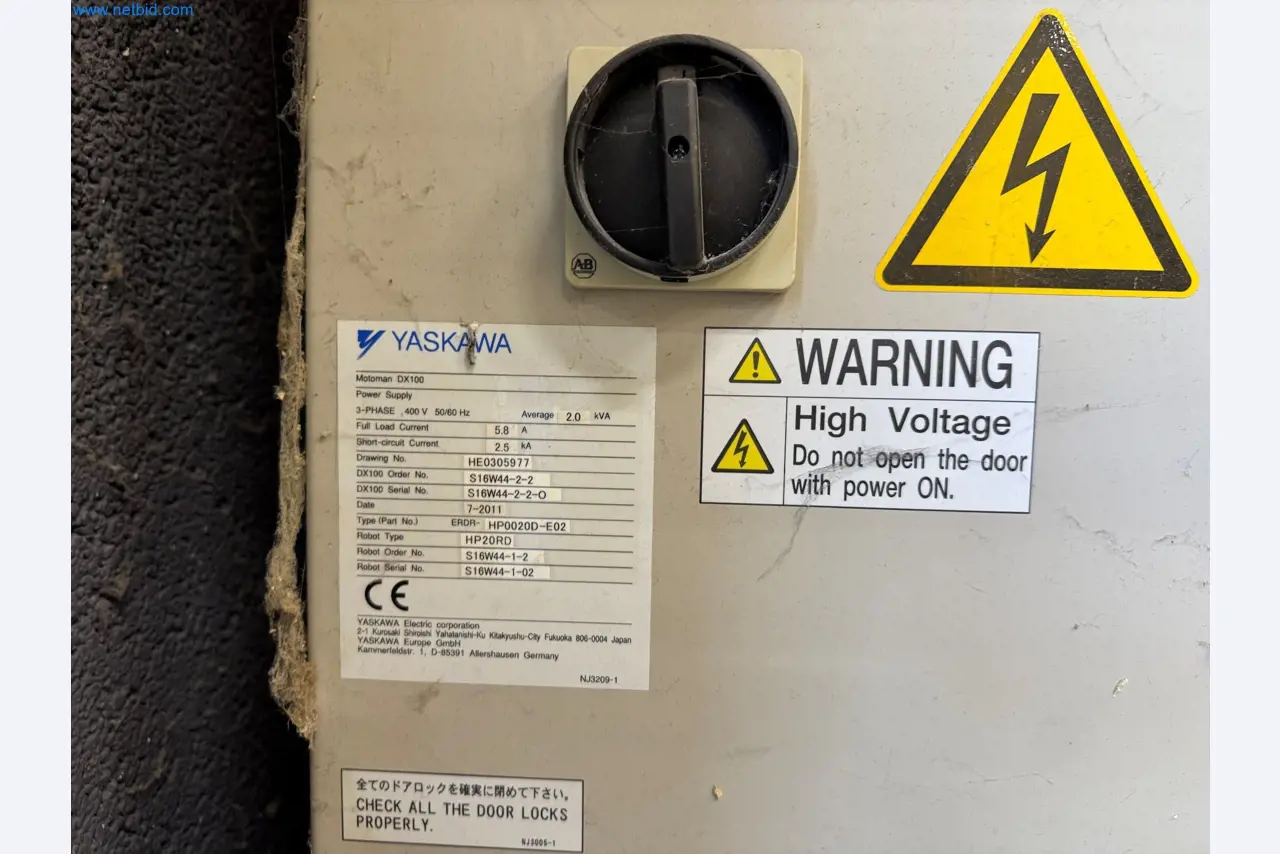 www.netbid.com
AB
YASKAWA
Motoman DX100
Power Supply
3-PHASE , 400 V 50/60 Hz Average 2.0 kVA
Full Load Current 5.8 A
Short-circuit Current 2.5 kA
Drawing No. HE0305977
DX100 Order No. S16W44-2-2
DX100 Serial No. S16W44-2-2-O
Date 7-2011
Type (Part No.) ERDR- HP0020D-E02
Robot Type HP20RD
Robot Order No. S16W44-1-2
Robot Serial No. S16W44-1-02
CE
YASKAWA Electric corporation
2-1 Kurosaki Shiroishi Yahatanishi-Ku Kitakyushu-City Fukuoka 806-0004 Japan
YASKAWA Europe GmbH
Kammerfeldstr. 1, D-85391 Allershausen Germany
NJ3209-1
WARNING
High Voltage
Do not open the door
with power ON.
全てのドアロックを確実に閉めて下さい。
CHECK ALL THE DOOR LOCKS
PROPERLY.
NJ3005-1